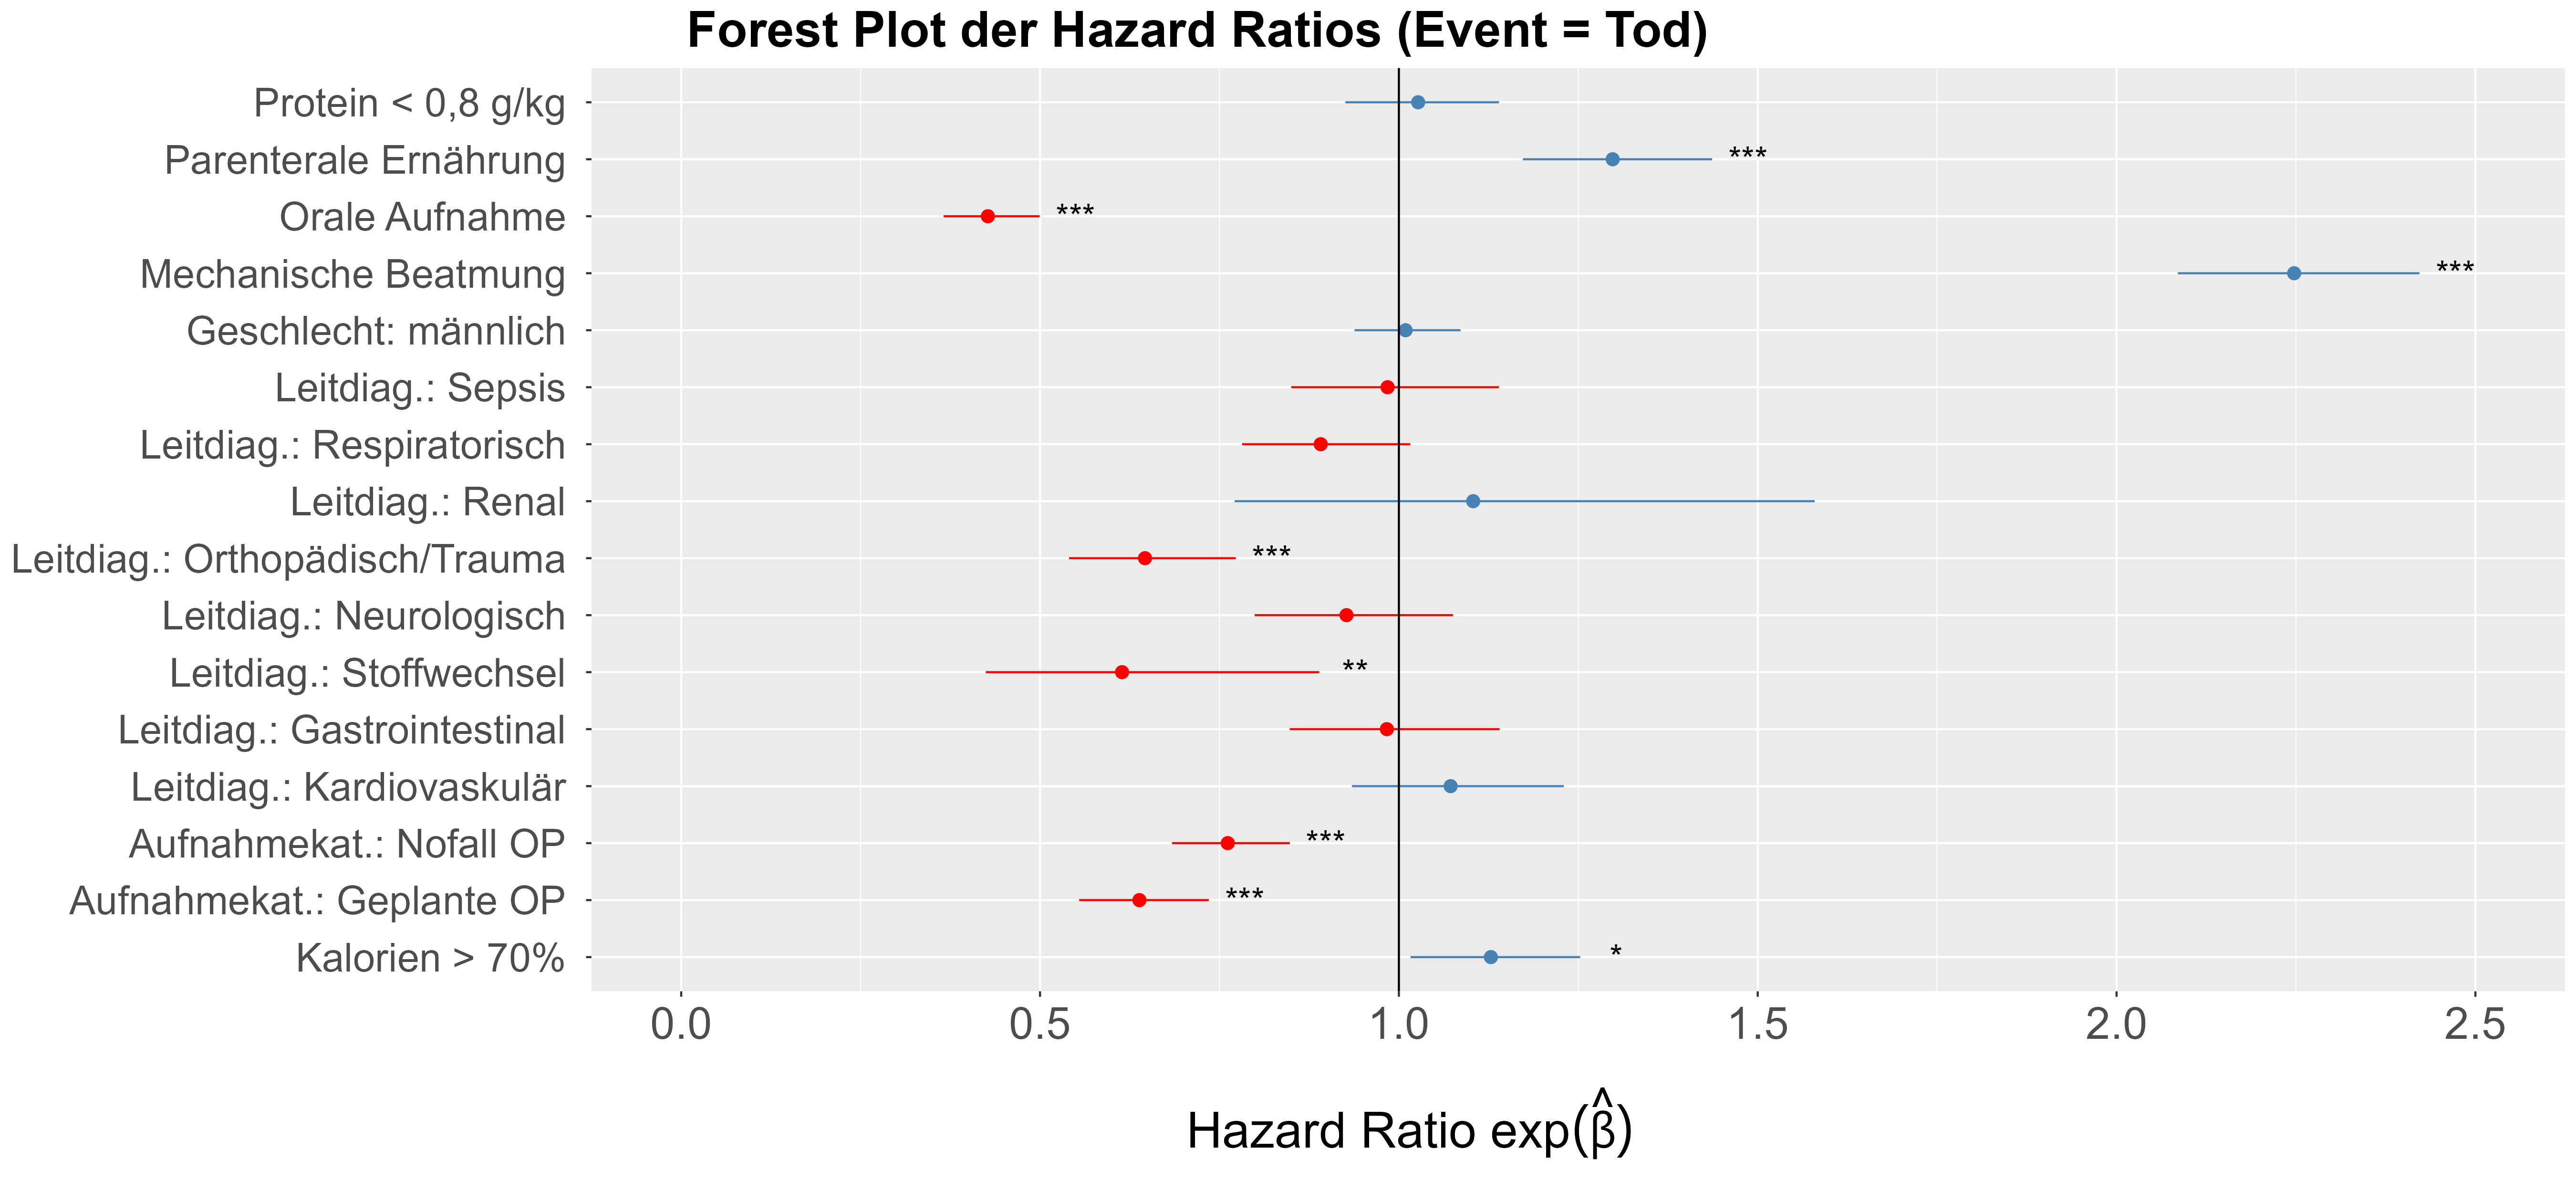 Forest Plot der Hazard Ratios (Event = Tod)
Protein < 0,8 g/kg
Parenterale Ernährung ***
Orale Aufnahme ***
Mechanische Beatmung ***
Geschlecht: männlich
Leitdiag.: Sepsis
Leitdiag.: Respiratorisch
Leitdiag.: Renal
Leitdiag.: Orthopädisch/Trauma ***
Leitdiag.: Neurologisch
Leitdiag.: Stoffwechsel **
Leitdiag.: Gastrointestinal
Leitdiag.: Kardiovaskulär
Aufnahmekat.: Nofall OP ***
Aufnahmekat.: Geplante OP ***
Kalorien > 70% *
0.0 0.5 1.0 1.5 2.0 2.5
Hazard Ratio exp(β̂)